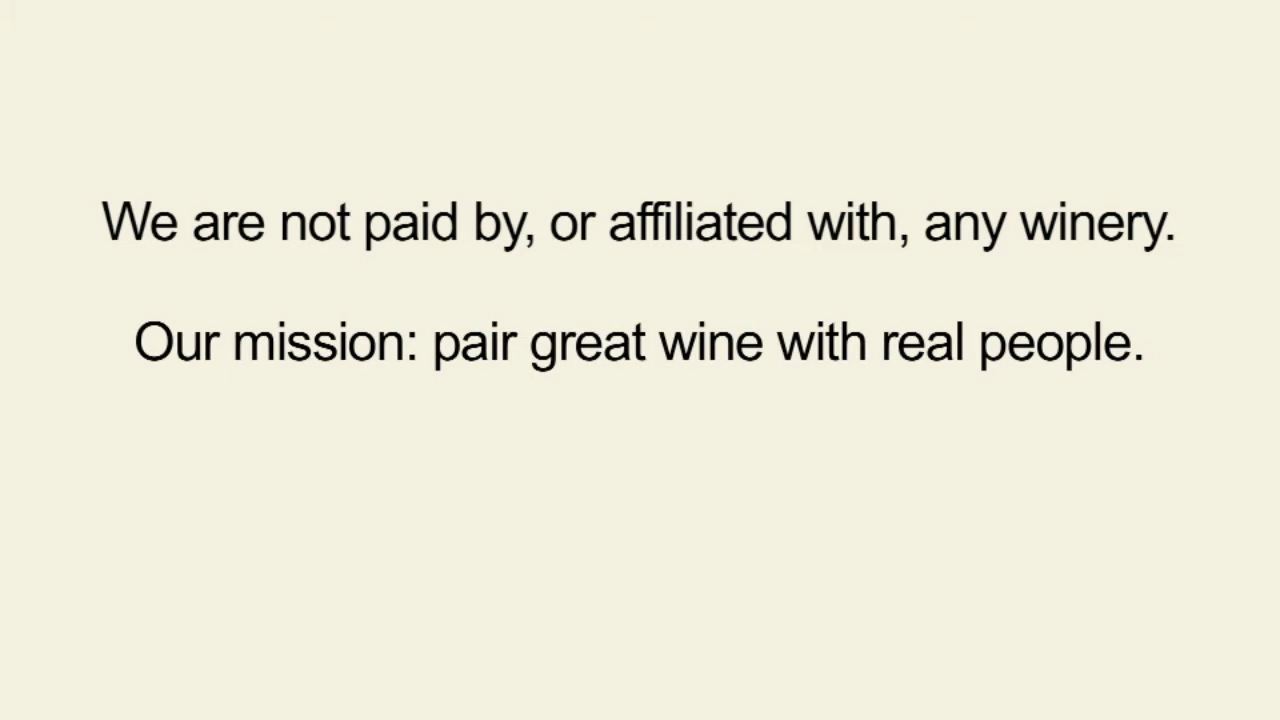 We are not paid by, or affiliated with, any winery.
Our mission: pair great wine with real people.